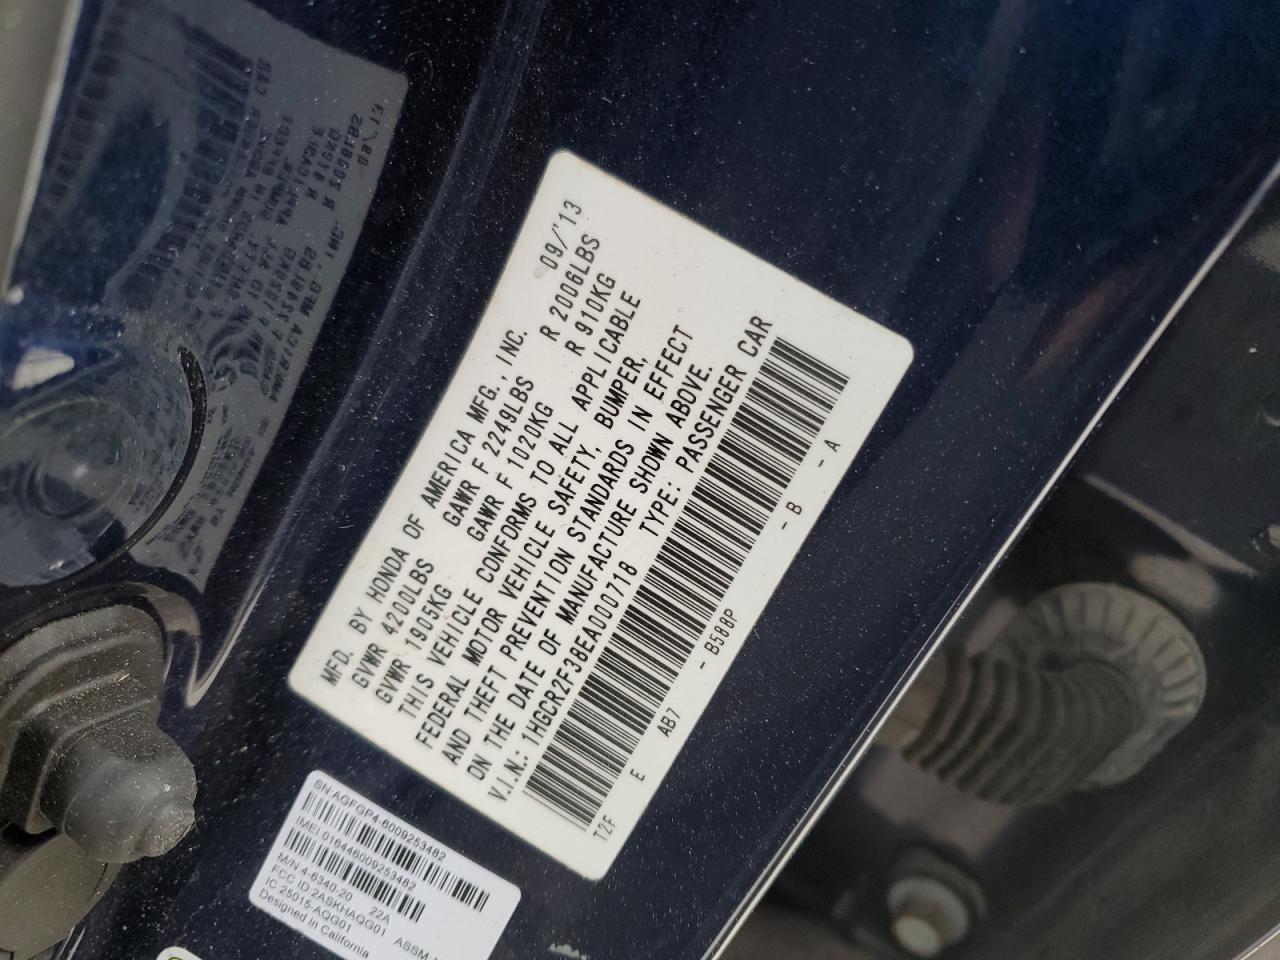 MFD. BY HONDA OF AMERICA MFG., INC. 09/'13
GVWR 4200LBS GAWR F 2249LBS R 2006LBS
GVWR 1905KG GAWR F 1020KG R 910KG
THIS VEHICLE CONFORMS TO ALL APPLICABLE
FEDERAL MOTOR VEHICLE SAFETY, BUMPER,
AND THEFT PREVENTION STANDARDS IN EFFECT
ON THE DATE OF MANUFACTURE SHOWN ABOVE.
V.I.N.: 1HGCR2F38EA000718 TYPE: PASSENGER CAR
T2F E AB7 - B588P - B - A
SN:AGFGP4-6009253482
IMEI 016446009253482
M/N 4-6340-20 22A
FCC ID:2ASKHAQG01 ASSM.
IC:25015-AQG01
Designed in California